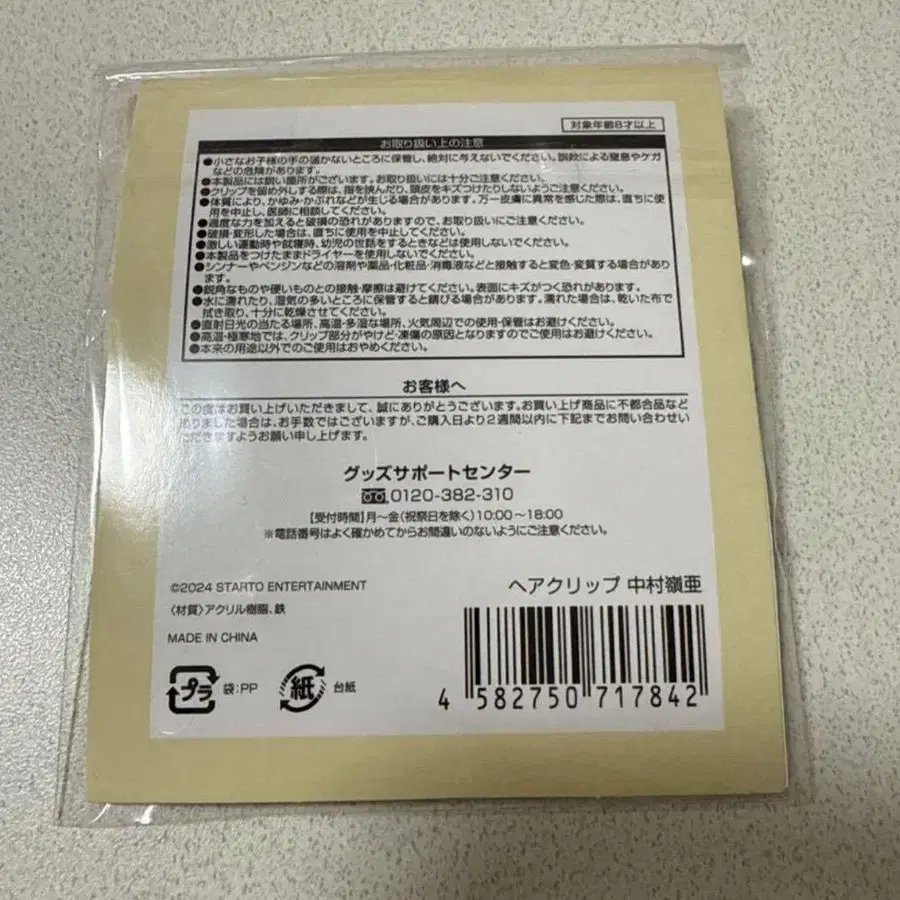 対象年齢8才以上
お取り扱い上の注意
●小さなお子様の手の届かないところに保管し、絶対に与えないでください。誤飲による窒息やケガ
などの危険があります。
●本製品には鋭い箇所がございます。お取り扱いには十分ご注意ください。
●クリップを留め外しする際は、指を挟んだり、頭皮をキズつけたりしないようご注意ください。
●体質により、かゆみ・かぶれなどが生じる場合があります。万一皮膚に異常を感じた際は、直ちに使
用を中止し、医師に相談してください。
●過度な力を加えると破損の恐れがありますので、お取り扱いにご注意ください。
●破損・変形した場合は、直ちに使用を中止してください。
●激しい運動時や就寝時、幼児の世話をするときなどは使用しないでください。
●本製品をつけたままドライヤーを使用しないでください。
●シンナーやベンジンなどの溶剤や薬品・化粧品・消毒液などと接触すると変色・変質する場合があり
ます。
●鋭角なものや硬いものとの接触・摩擦は避けてください。表面にキズがつく恐れがあります。
●水に濡れたり、湿気の多いところに保管すると錆びる場合があります。濡れた場合は、乾いた布で
拭き取り、十分に乾燥させてください。
●直射日光の当たる場所、高温・多湿な場所、火気周辺での使用・保管はお避けください。
●高温・極寒地では、クリップ部分がやけど・凍傷の原因となりますのでご使用はお避けください。
●本来の用途以外でのご使用はおやめください。
お客様へ
この度はお買い上げいただきまして、誠にありがとうございます。お買い上げ商品に不都合品など
ありました場合は、お手数ではございますが、ご購入日より2週間以内に下記までお問い合わせい
ただきますようお願い申し上げます。
グッズサポートセンター
0120-382-310
【受付時間】月～金(祝祭日を除く)10:00～18:00
※電話番号はよく確かめてからお間違いのないようにご注意ください。
©2024 STARTO ENTERTAINMENT
ヘアクリップ 中村嶺亜
〈材質〉アクリル樹脂、鉄
MADE IN CHINA
プラ 袋:PP 紙 台紙
4 582750 717842